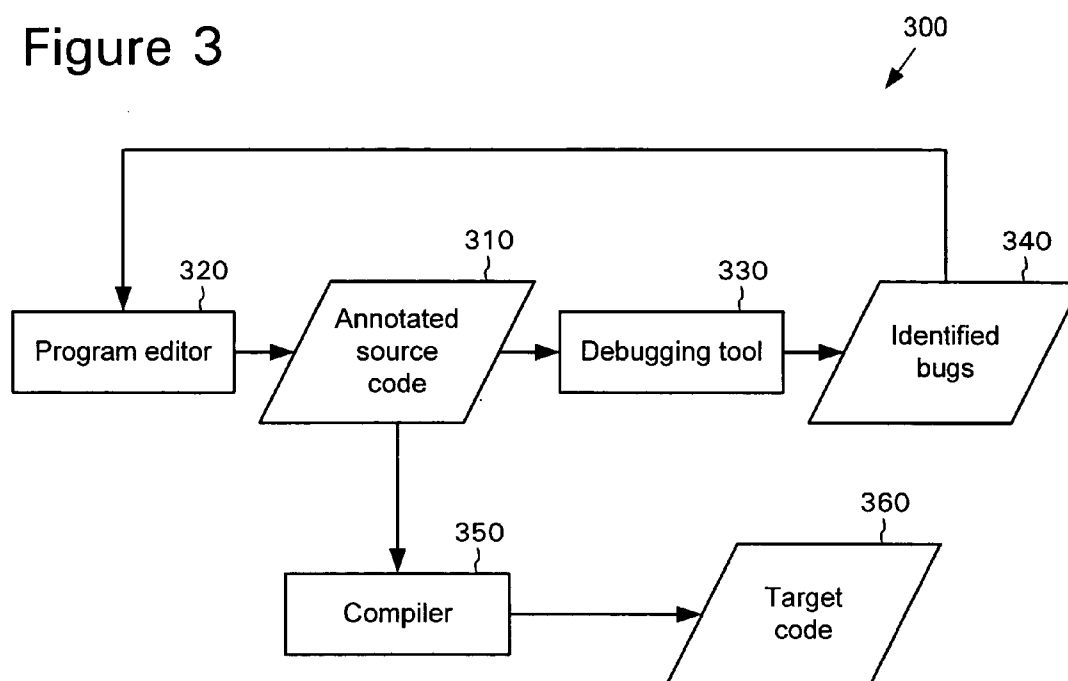 Figure 3
300
320
310
330
340
Program editor
Annotated
source
code
Debugging tool
Identified
bugs
350
360
Compiler
Target
code